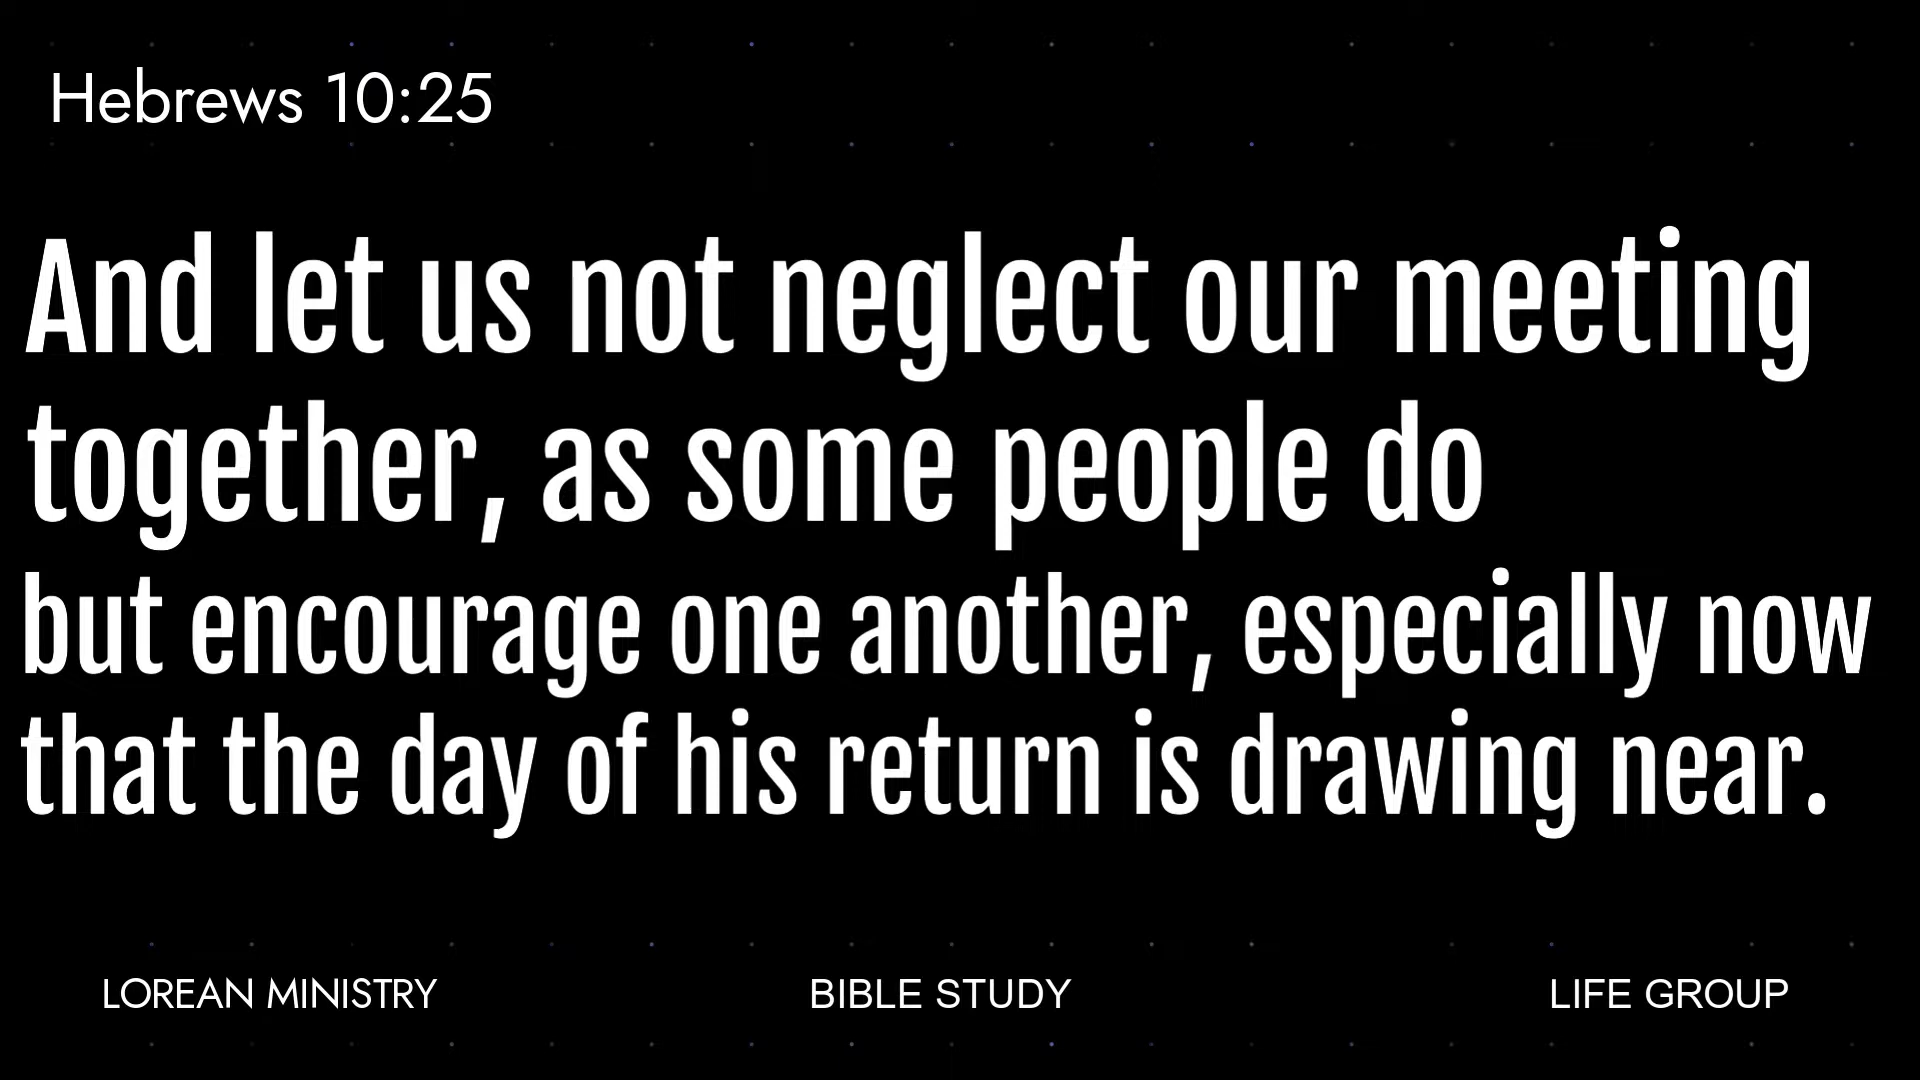 Hebrews 10:25
And let us not neglect our meeting
together, as some people do
but encourage one another, especially now
that the day of his return is drawing near.
LOREAN MINISTRY
BIBLE STUDY
LIFE GROUP